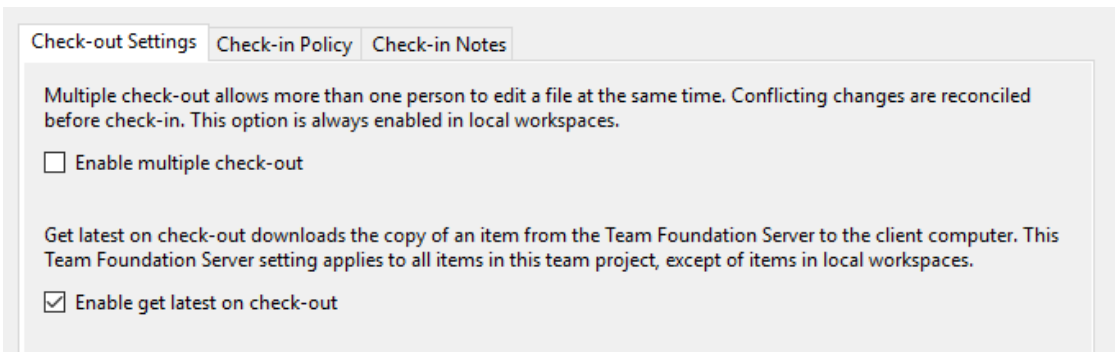 Check-out Settings Check-in Policy Check-in Notes
Multiple check-out allows more than one person to edit a file at the same time. Conflicting changes are reconciled
before check-in. This option is always enabled in local workspaces.
Enable multiple check-out
Get latest on check-out downloads the copy of an item from the Team Foundation Server to the client computer. This
Team Foundation Server setting applies to all items in this team project, except of items in local workspaces.
Enable get latest on check-out